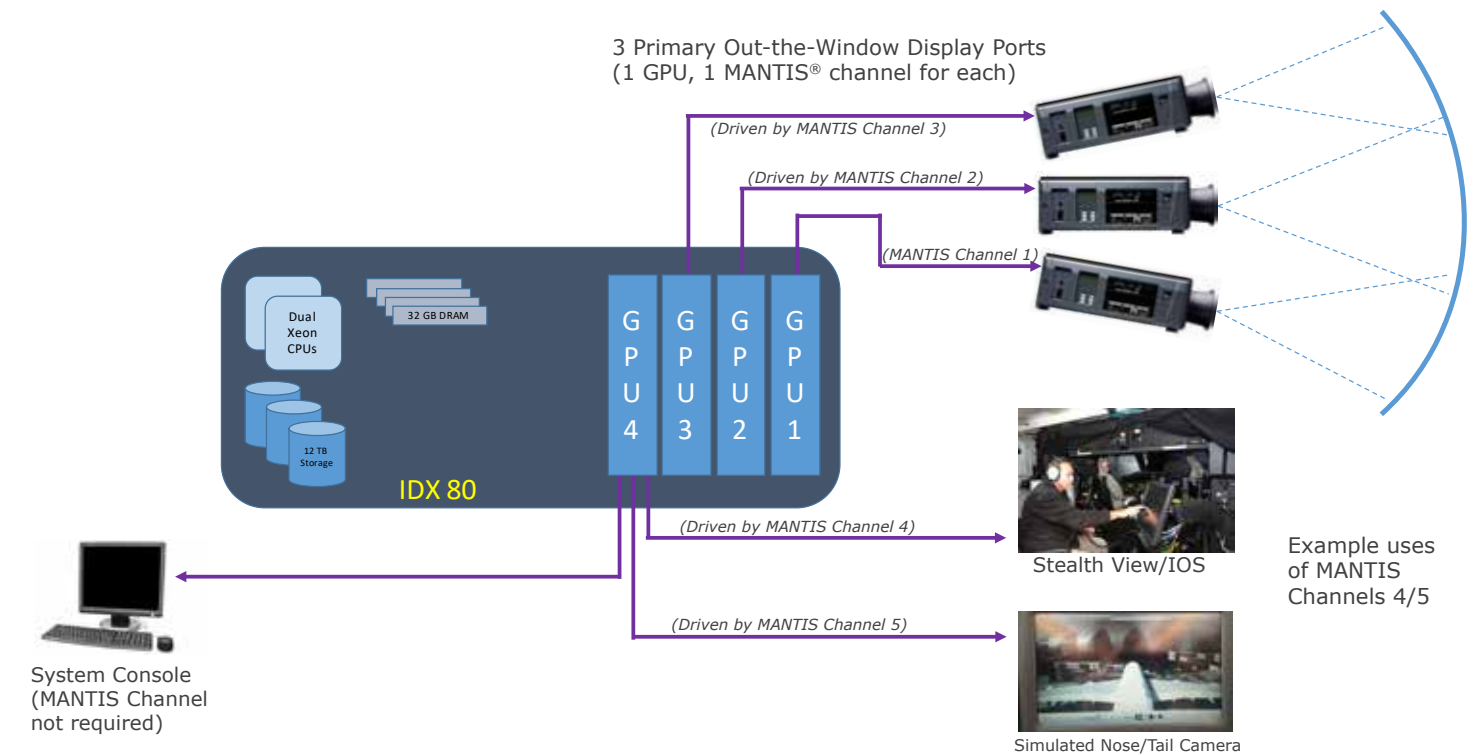 3 Primary Out-the-Window Display Ports
(1 GPU, 1 MANTIS® channel for each)
(Driven by MANTIS Channel 3)
(Driven by MANTIS Channel 2)
(MANTIS Channel 1)
Dual
Xeon
CPUs
32 GB DRAM
12 TB
Storage
IDX 80
G
P
U
4
G
P
U
3
G
P
U
2
G
P
U
1
(Driven by MANTIS Channel 4)
Stealth View/IOS
Example uses
of MANTIS
Channels 4/5
(Driven by MANTIS Channel 5)
Simulated Nose/Tail Camera
System Console
(MANTIS Channel
not required)